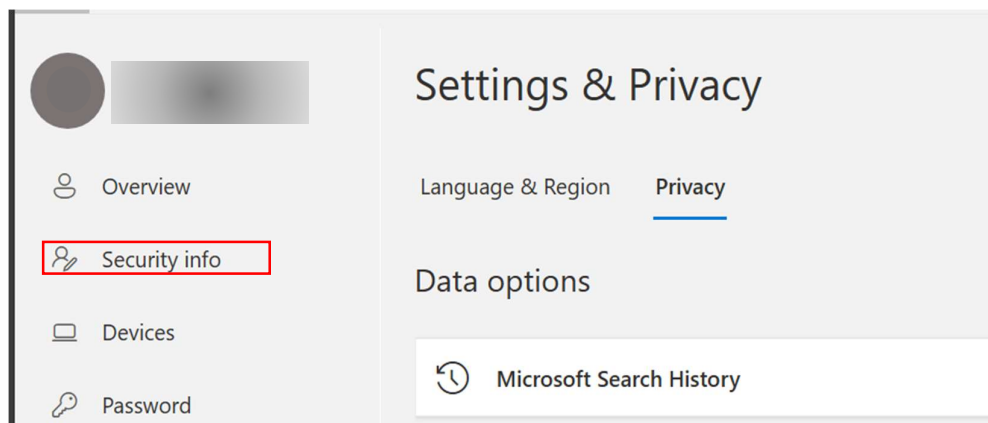 Settings & Privacy
Overview
Security info
Devices
Password
Language & Region
Privacy
Data options
Microsoft Search History